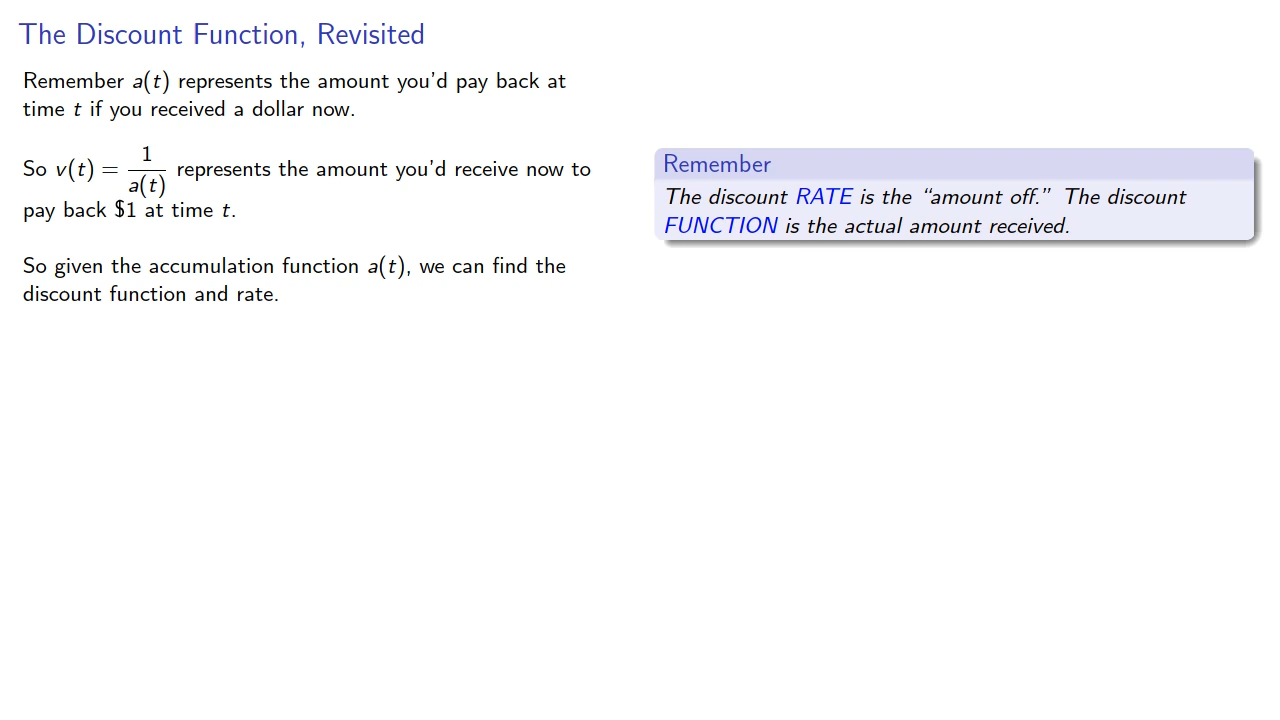 The Discount Function, Revisited
Remember a(t) represents the amount you'd pay back at
time t if you received a dollar now.
So v(t) = 1/a(t) represents the amount you'd receive now to
pay back $1 at time t.
So given the accumulation function a(t), we can find the
discount function and rate.
Remember
The discount RATE is the “amount off.” The discount
FUNCTION is the actual amount received.